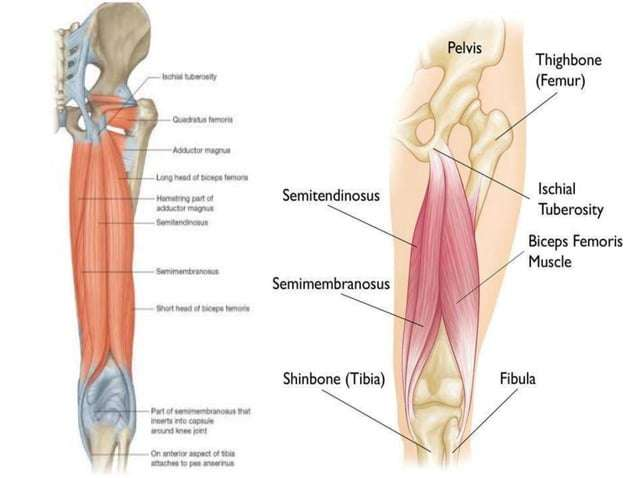 Ischial tuberosity
Quadratus femoris
Adductor magnus
Long head of biceps femoris
Hamstring part of
adductor magnus
Semitendinosus
Semimembranosus
Short head of biceps femoris
Part of semimembranosus that
inserts into capsule
around knee joint
On anterior aspect of tibia
attaches to pes anserinus
Pelvis
Thighbone
(Femur)
Ischial
Tuberosity
Semitendinosus
Biceps Femoris
Muscle
Semimembranosus
Shinbone (Tibia)
Fibula